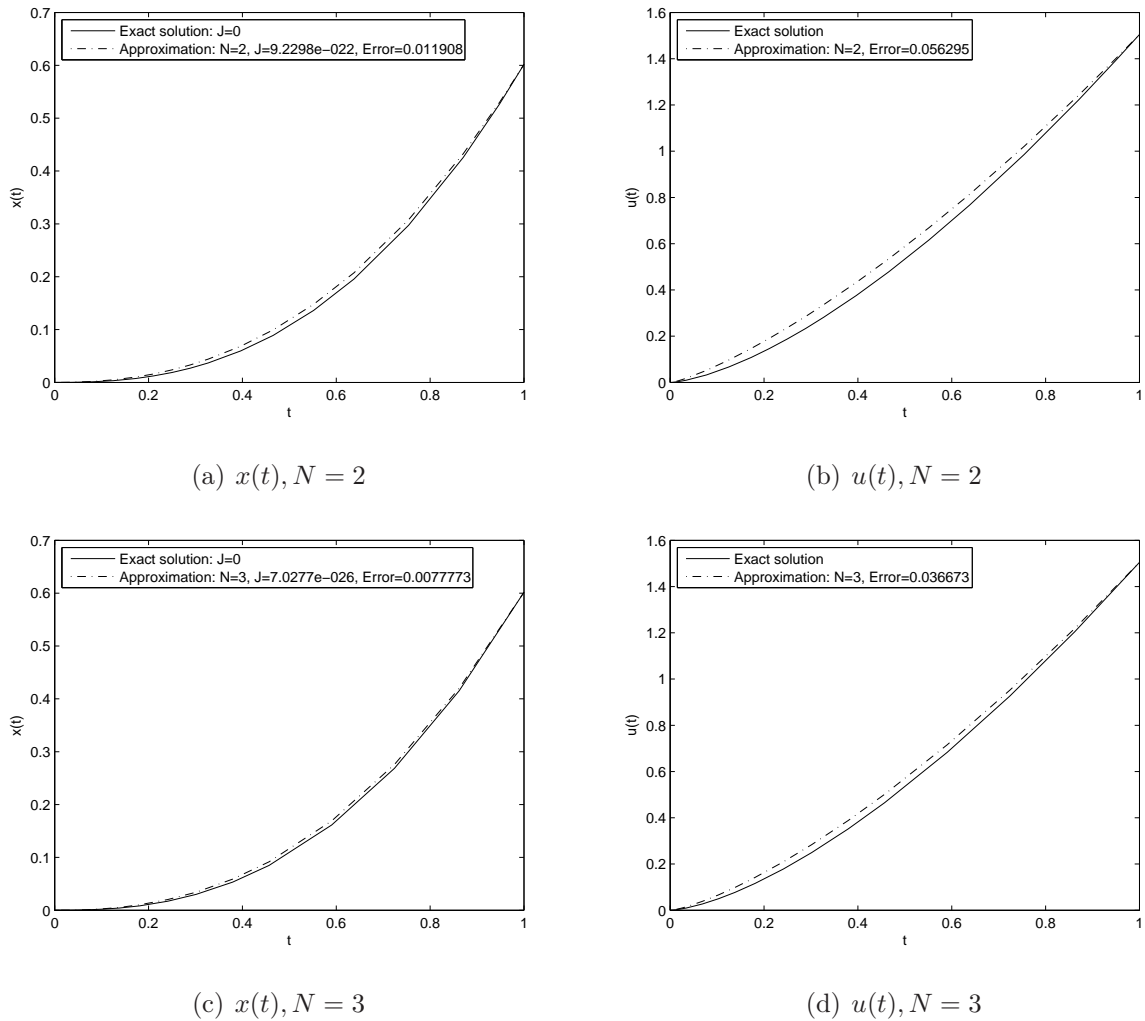 0.7
0.6
0.5
0.4
0.3
0.2
0.1
0
x(t)
Exact solution: J=0
Approximation: N=2, J=9.2298e−022, Error=0.011908
0 0.2 0.4 0.6 0.8 1
t
(a) x(t), N = 2
1.6
1.4
1.2
1
0.8
0.6
0.4
0.2
0
u(t)
Exact solution
Approximation: N=2, Error=0.056295
0 0.2 0.4 0.6 0.8 1
t
(b) u(t), N = 2
0.7
0.6
0.5
0.4
0.3
0.2
0.1
0
x(t)
Exact solution: J=0
Approximation: N=3, J=7.0277e−026, Error=0.0077773
0 0.2 0.4 0.6 0.8 1
t
(c) x(t), N = 3
1.6
1.4
1.2
1
0.8
0.6
0.4
0.2
0
u(t)
Exact solution
Approximation: N=3, Error=0.036673
0 0.2 0.4 0.6 0.8 1
t
(d) u(t), N = 3